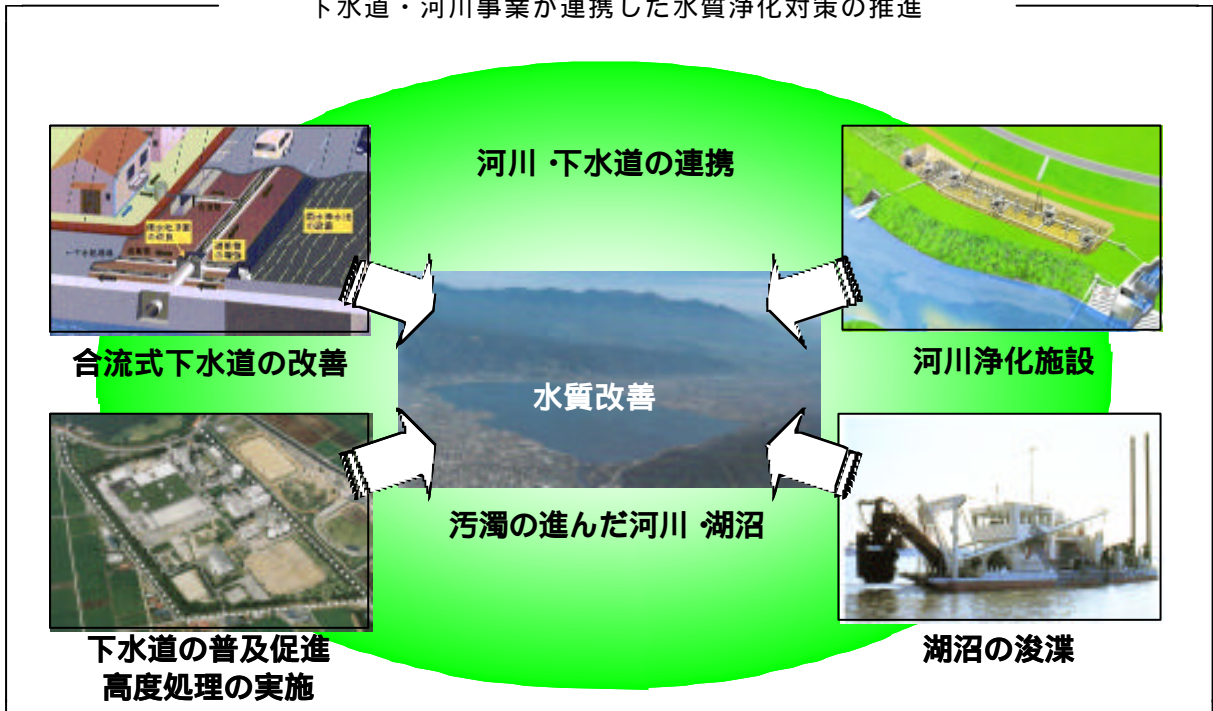 下水道・河川事業が連携した水質浄化対策の推進
河川・下水道の連携
合流式下水道の改善
河川浄化施設
水質改善
汚濁の進んだ河川・湖沼
下水道の普及促進
高度処理の実施
湖沼の浚渫